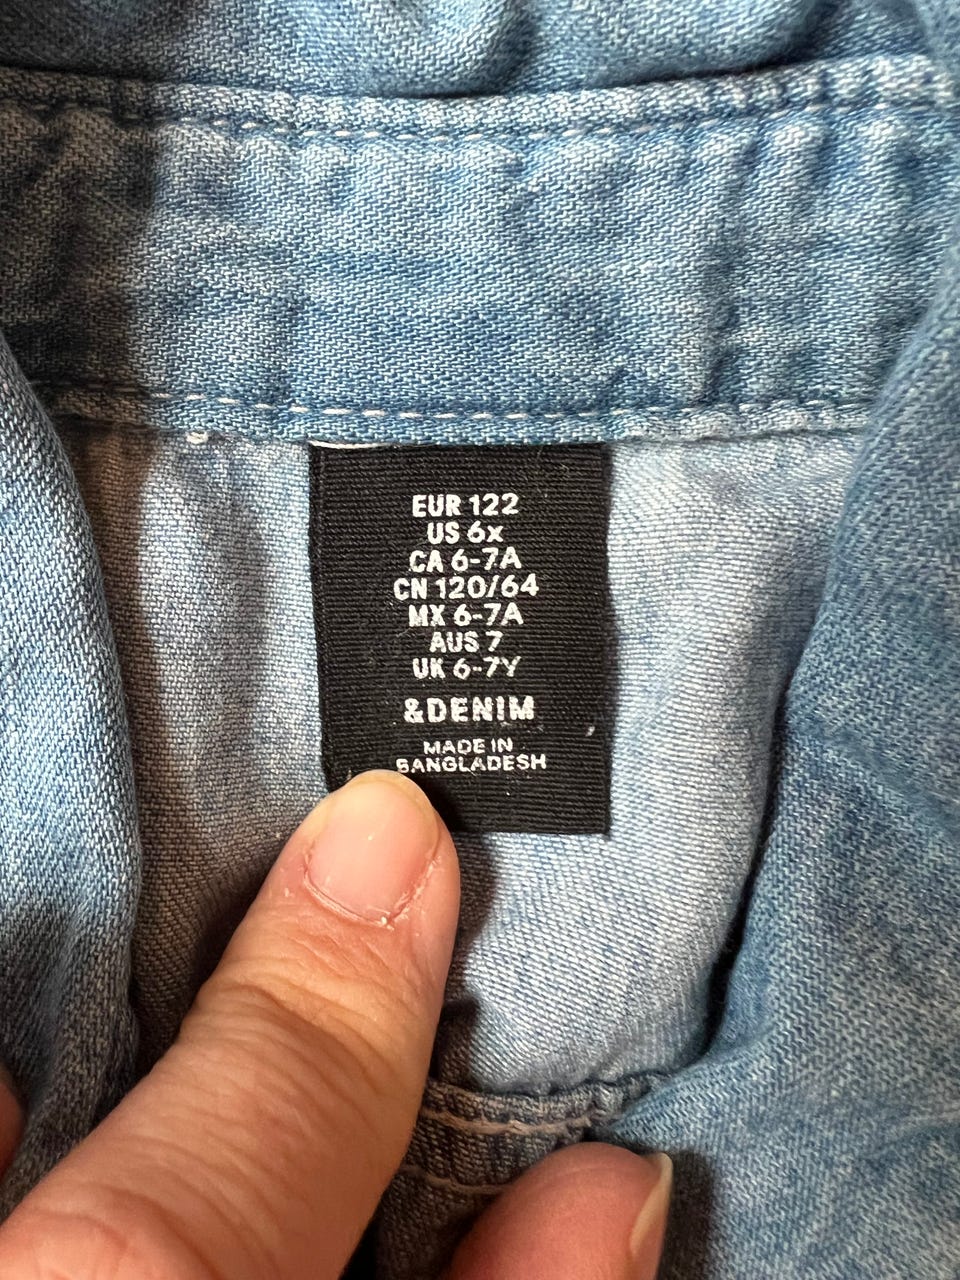 EUR 122
US 6x
CA 6-7A
CN 120/64
MX 6-7A
AUS 7
UK 6-7Y
&DENIM
MADE IN
BANGLADESH